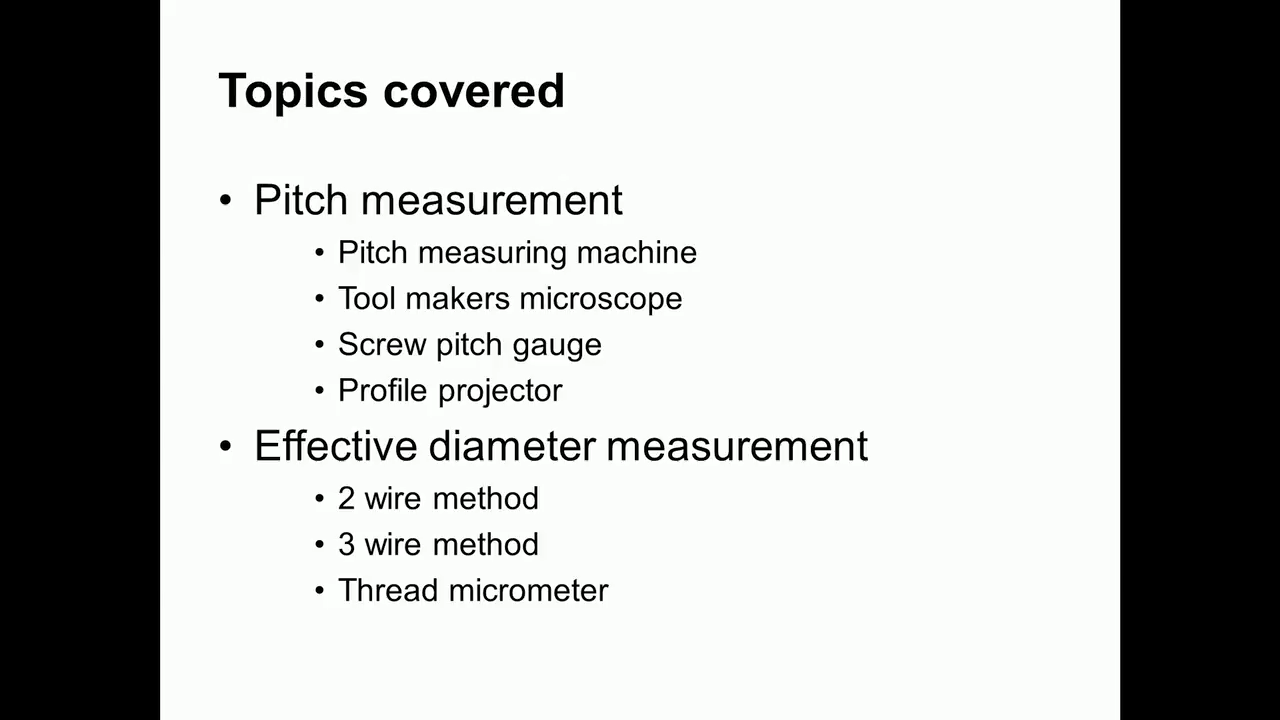 Topics covered
• Pitch measurement
• Pitch measuring machine
• Tool makers microscope
• Screw pitch gauge
• Profile projector
• Effective diameter measurement
• 2 wire method
• 3 wire method
• Thread micrometer